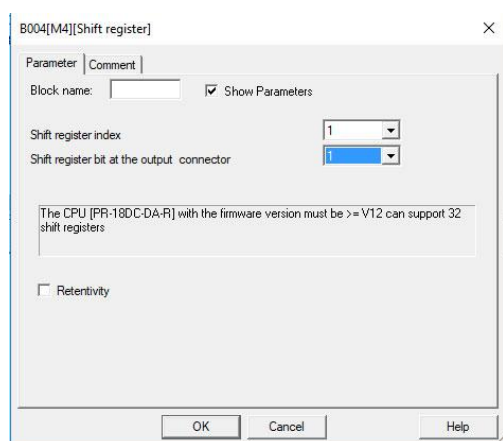 B004[M4][Shift register]
Parameter Comment
Block name: Show Parameters
Shift register index 1
Shift register bit at the output connector 1
The CPU [PR-18DC-DA-R] with the firmware version must be >= V12 can support 32
shift registers
Retentivity
OK Cancel Help